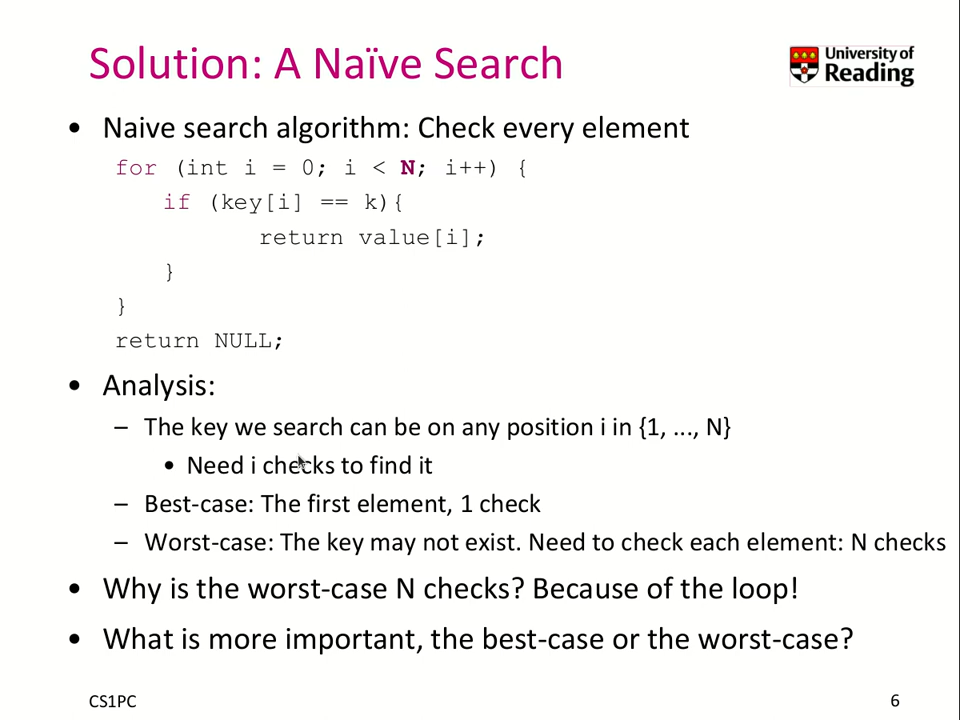 Solution: A Naïve Search
University of
Reading
• Naive search algorithm: Check every element
for (int i = 0; i < N; i++) {
if (key[i] == k){
return value[i];
}
}
return NULL;
• Analysis:
– The key we search can be on any position i in {1, ..., N}
• Need i checks to find it
– Best-case: The first element, 1 check
– Worst-case: The key may not exist. Need to check each element: N checks
• Why is the worst-case N checks? Because of the loop!
• What is more important, the best-case or the worst-case?
CS1PC
6